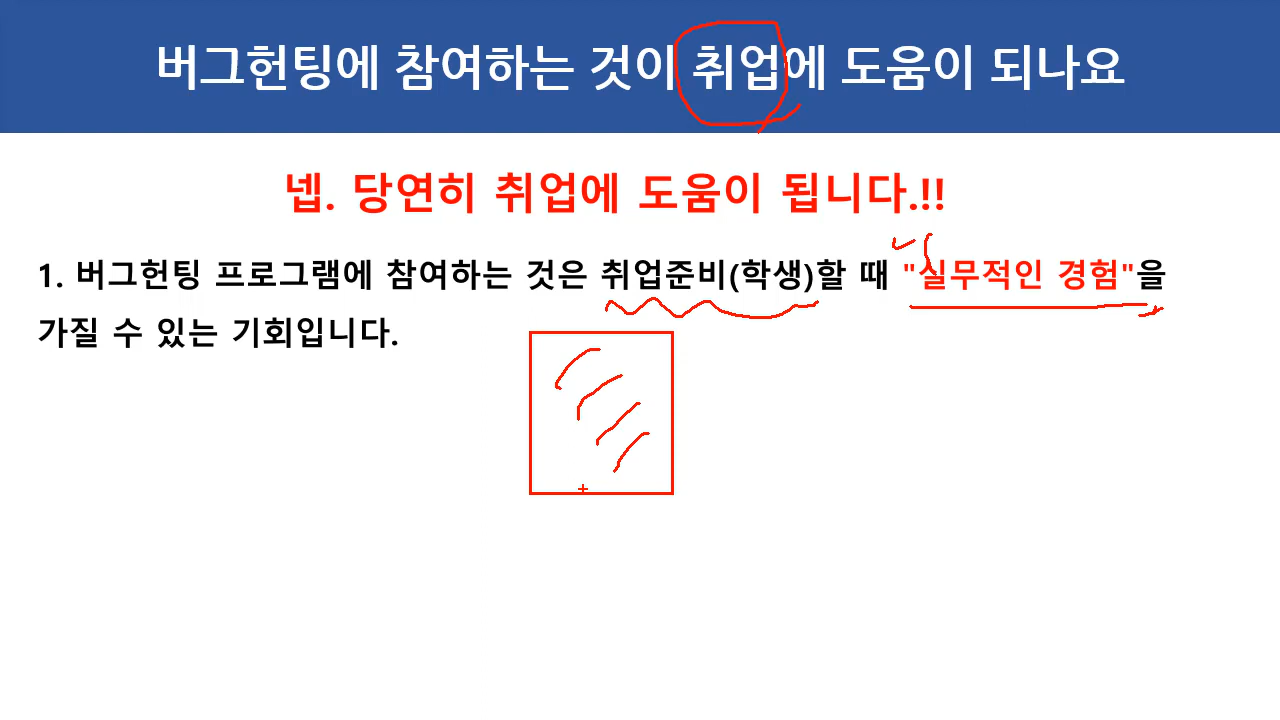 버그헌팅에 참여하는 것이 취업에 도움이 되나요
넵. 당연히 취업에 도움이 됩니다.!!
1. 버그헌팅 프로그램에 참여하는 것은 취업준비(학생)할 때 "실무적인 경험"을
가질 수 있는 기회입니다.